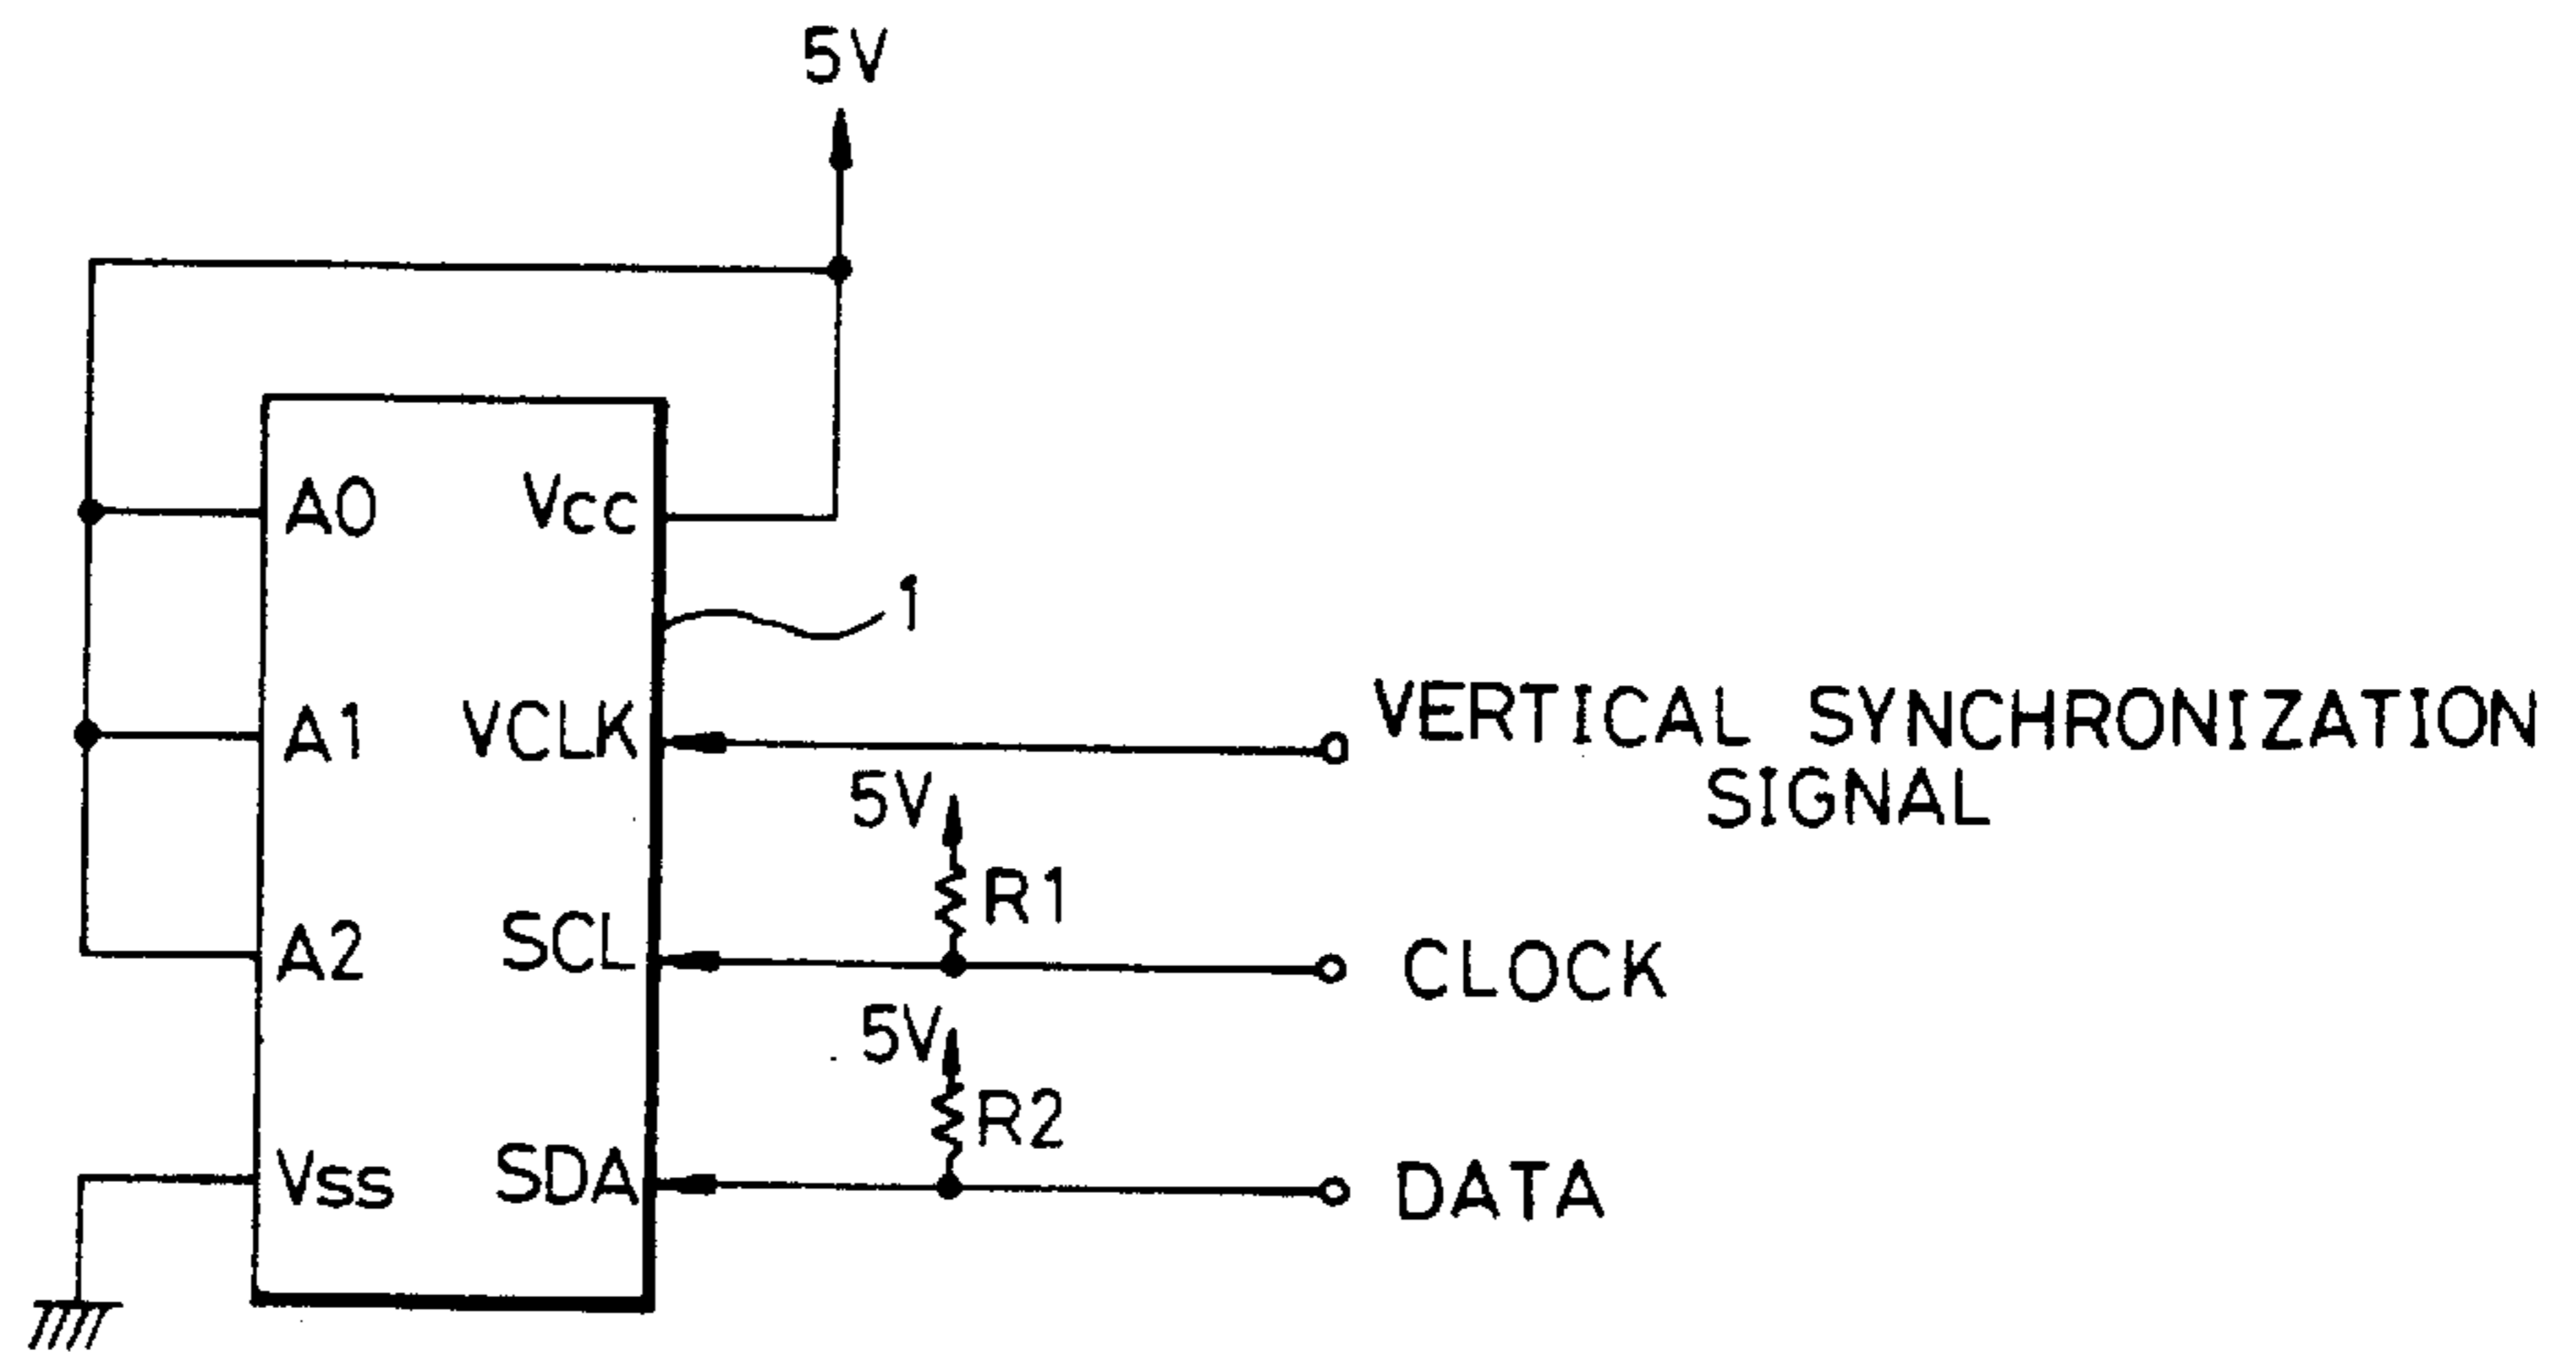 5V
A0
Vcc
1
A1
VCLK
VERTICAL SYNCHRONIZATION
SIGNAL
5V
R1
A2
SCL
CLOCK
5V
R2
Vss
SDA
DATA